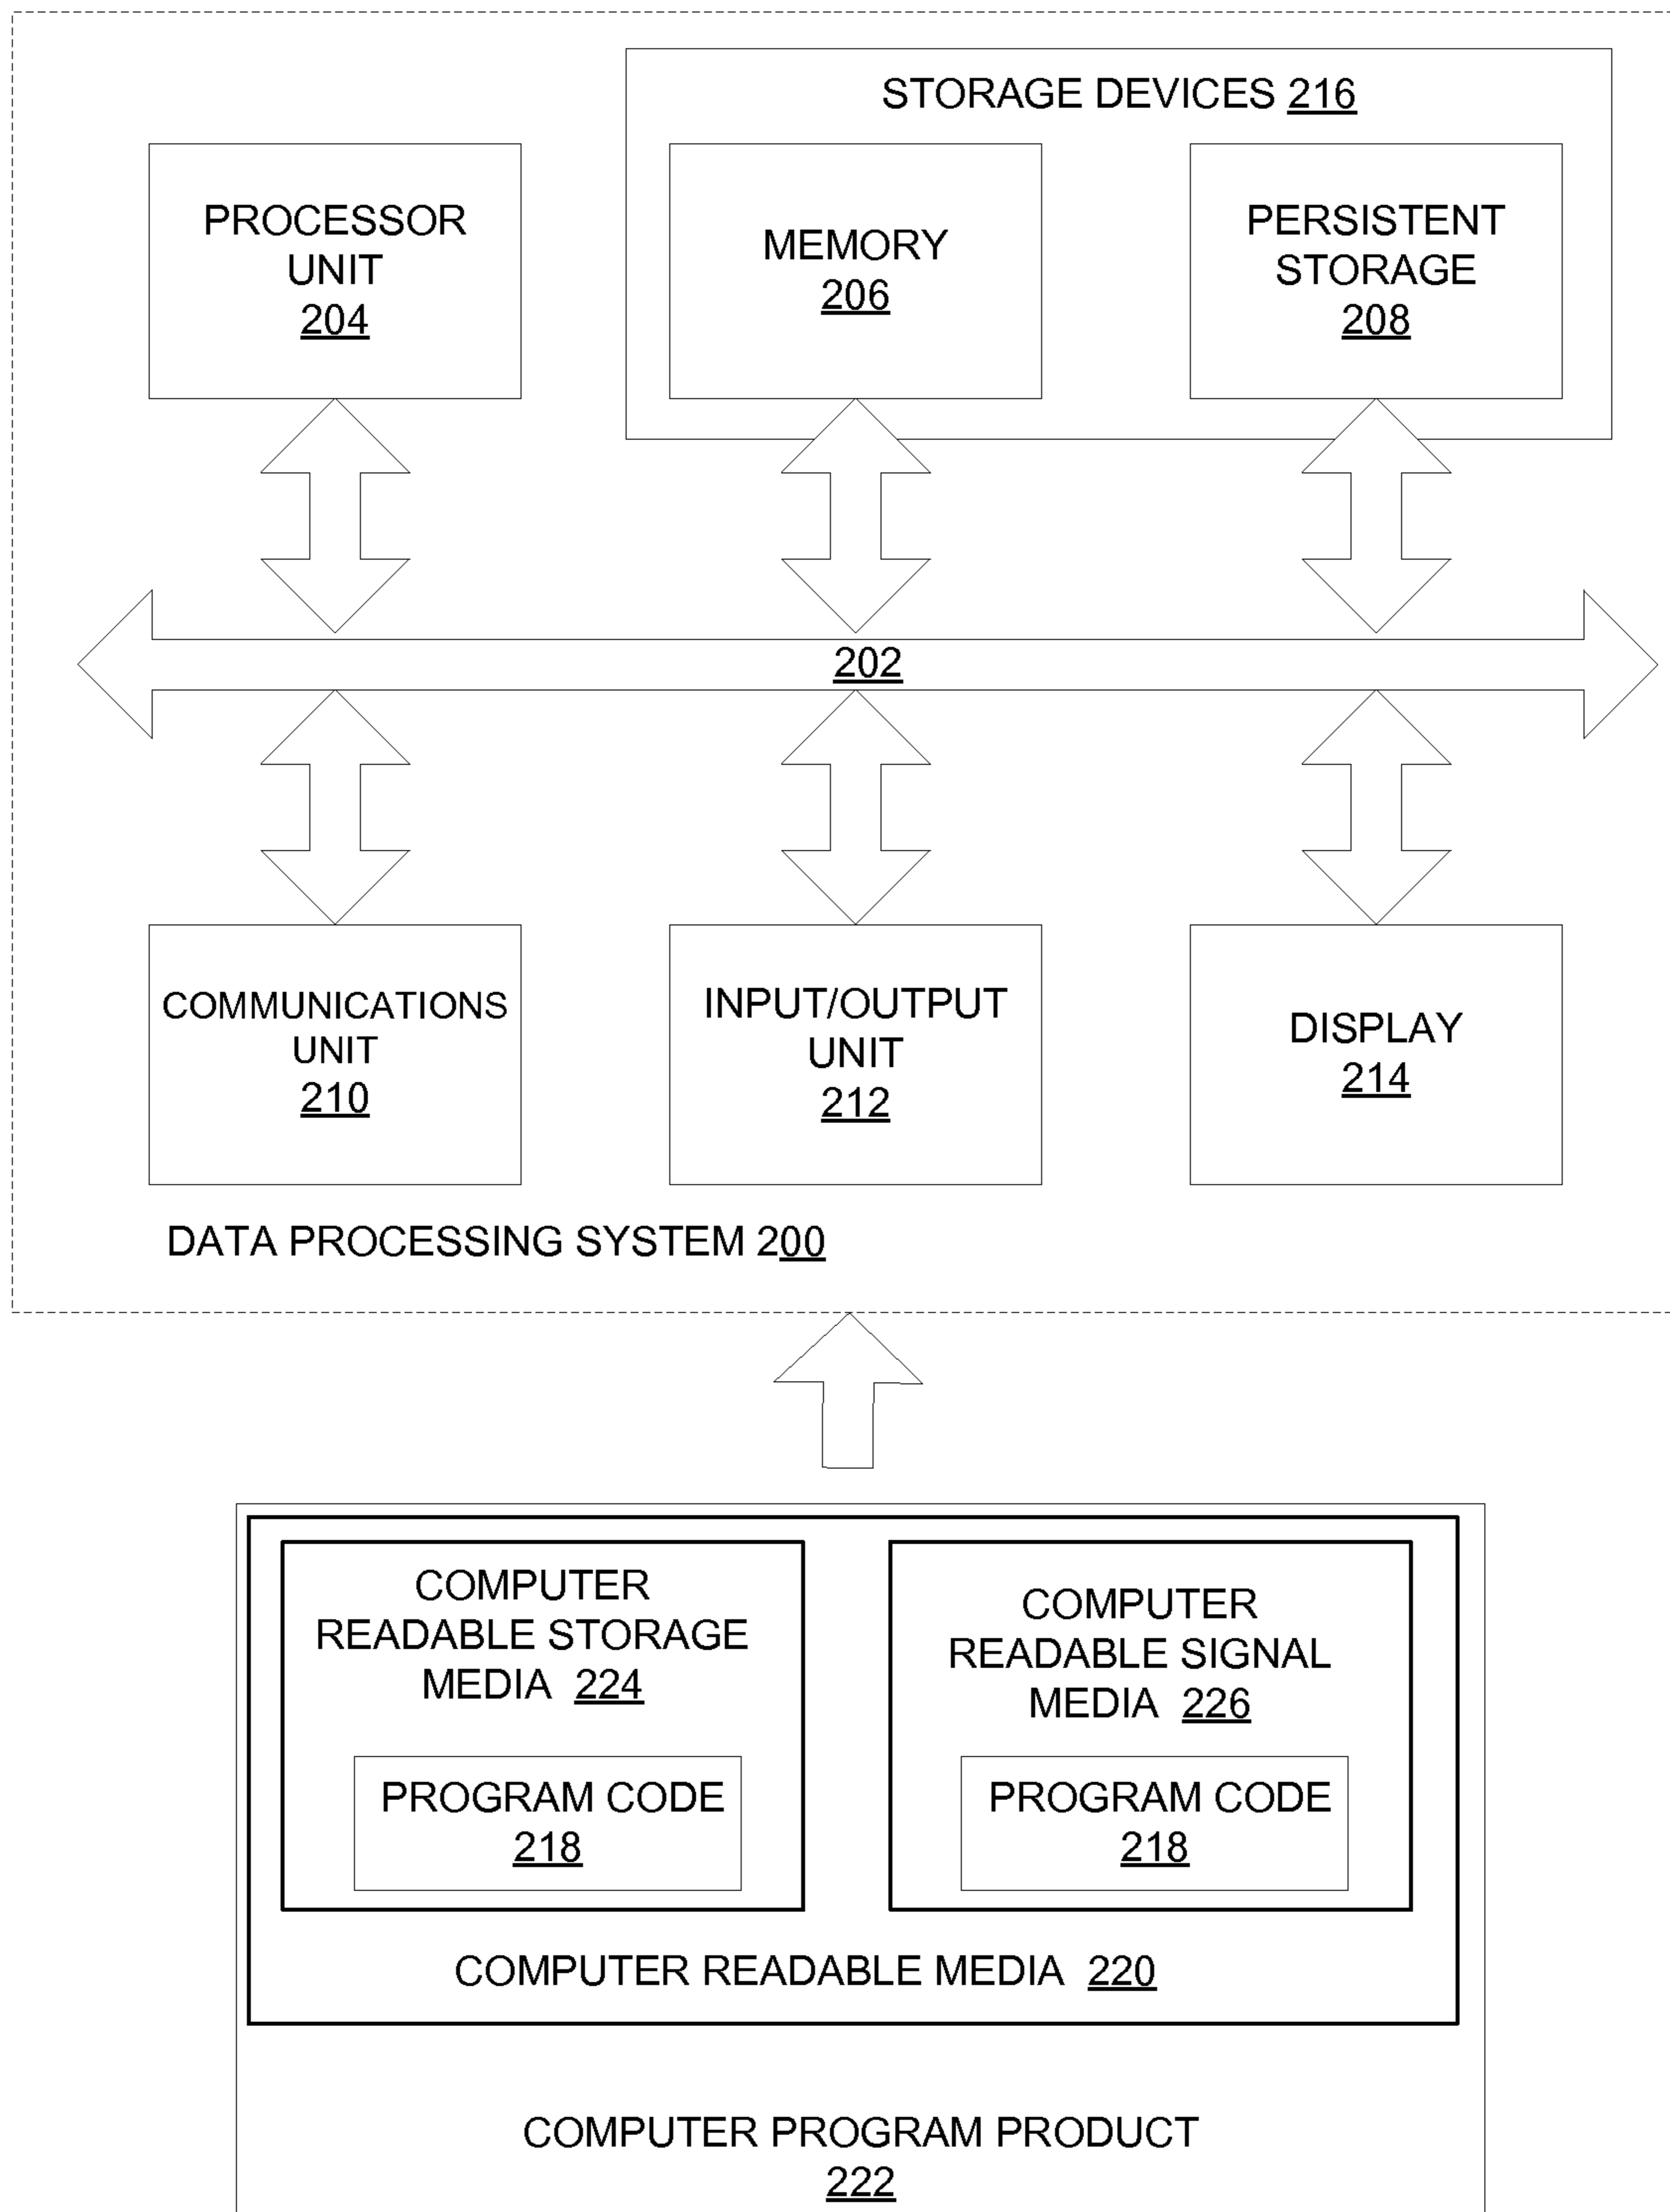 STORAGE DEVICES 216
PROCESSOR
UNIT
204
MEMORY
206
PERSISTENT
STORAGE
208
202
COMMUNICATIONS
UNIT
210
INPUT/OUTPUT
UNIT
212
DISPLAY
214
DATA PROCESSING SYSTEM 200
COMPUTER
READABLE STORAGE
MEDIA 224
PROGRAM CODE
218
COMPUTER
READABLE SIGNAL
MEDIA 226
PROGRAM CODE
218
COMPUTER READABLE MEDIA 220
COMPUTER PROGRAM PRODUCT
222